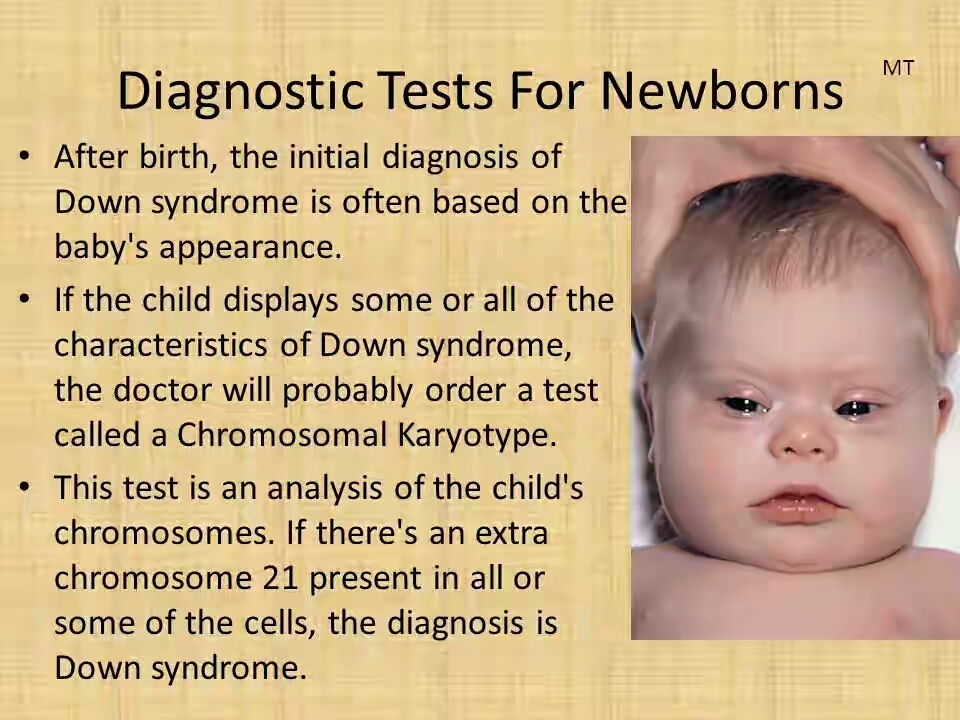 MT
Diagnostic Tests For Newborns
• After birth, the initial diagnosis of
Down syndrome is often based on the
baby's appearance.
• If the child displays some or all of the
characteristics of Down syndrome,
the doctor will probably order a test
called a Chromosomal Karyotype.
• This test is an analysis of the child's
chromosomes. If there's an extra
chromosome 21 present in all or
some of the cells, the diagnosis is
Down syndrome.